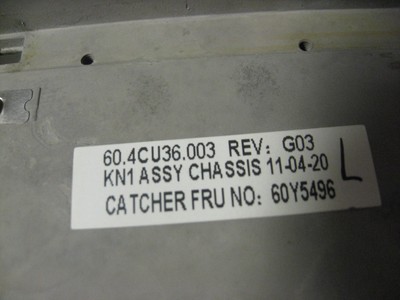 60.4CU36.003 REV: G03
KN1 ASSY CHASSIS 11-04-20
CATCHER FRU NO: 60Y5496
L